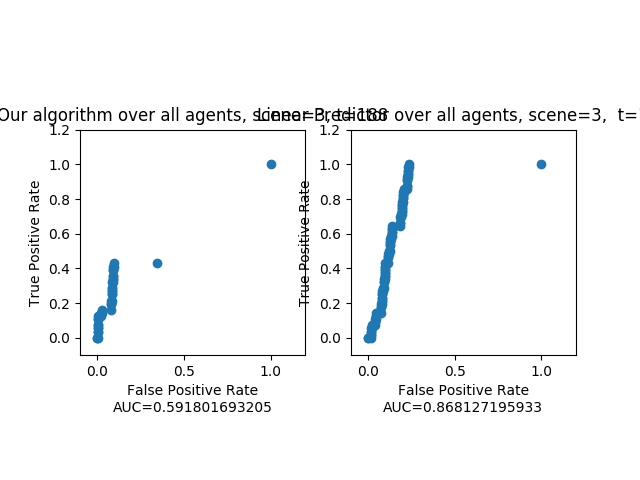 Our algorithm over all agents, scene=3, t=188
Linear Predictor over all agents, scene=3, t=
1.2
1.0
0.8
0.6
0.4
0.2
0.0
True Positive Rate
0.0 0.5 1.0
False Positive Rate
AUC=0.591801693205
1.2
1.0
0.8
0.6
0.4
0.2
0.0
True Positive Rate
0.0 0.5 1.0
False Positive Rate
AUC=0.868127195933